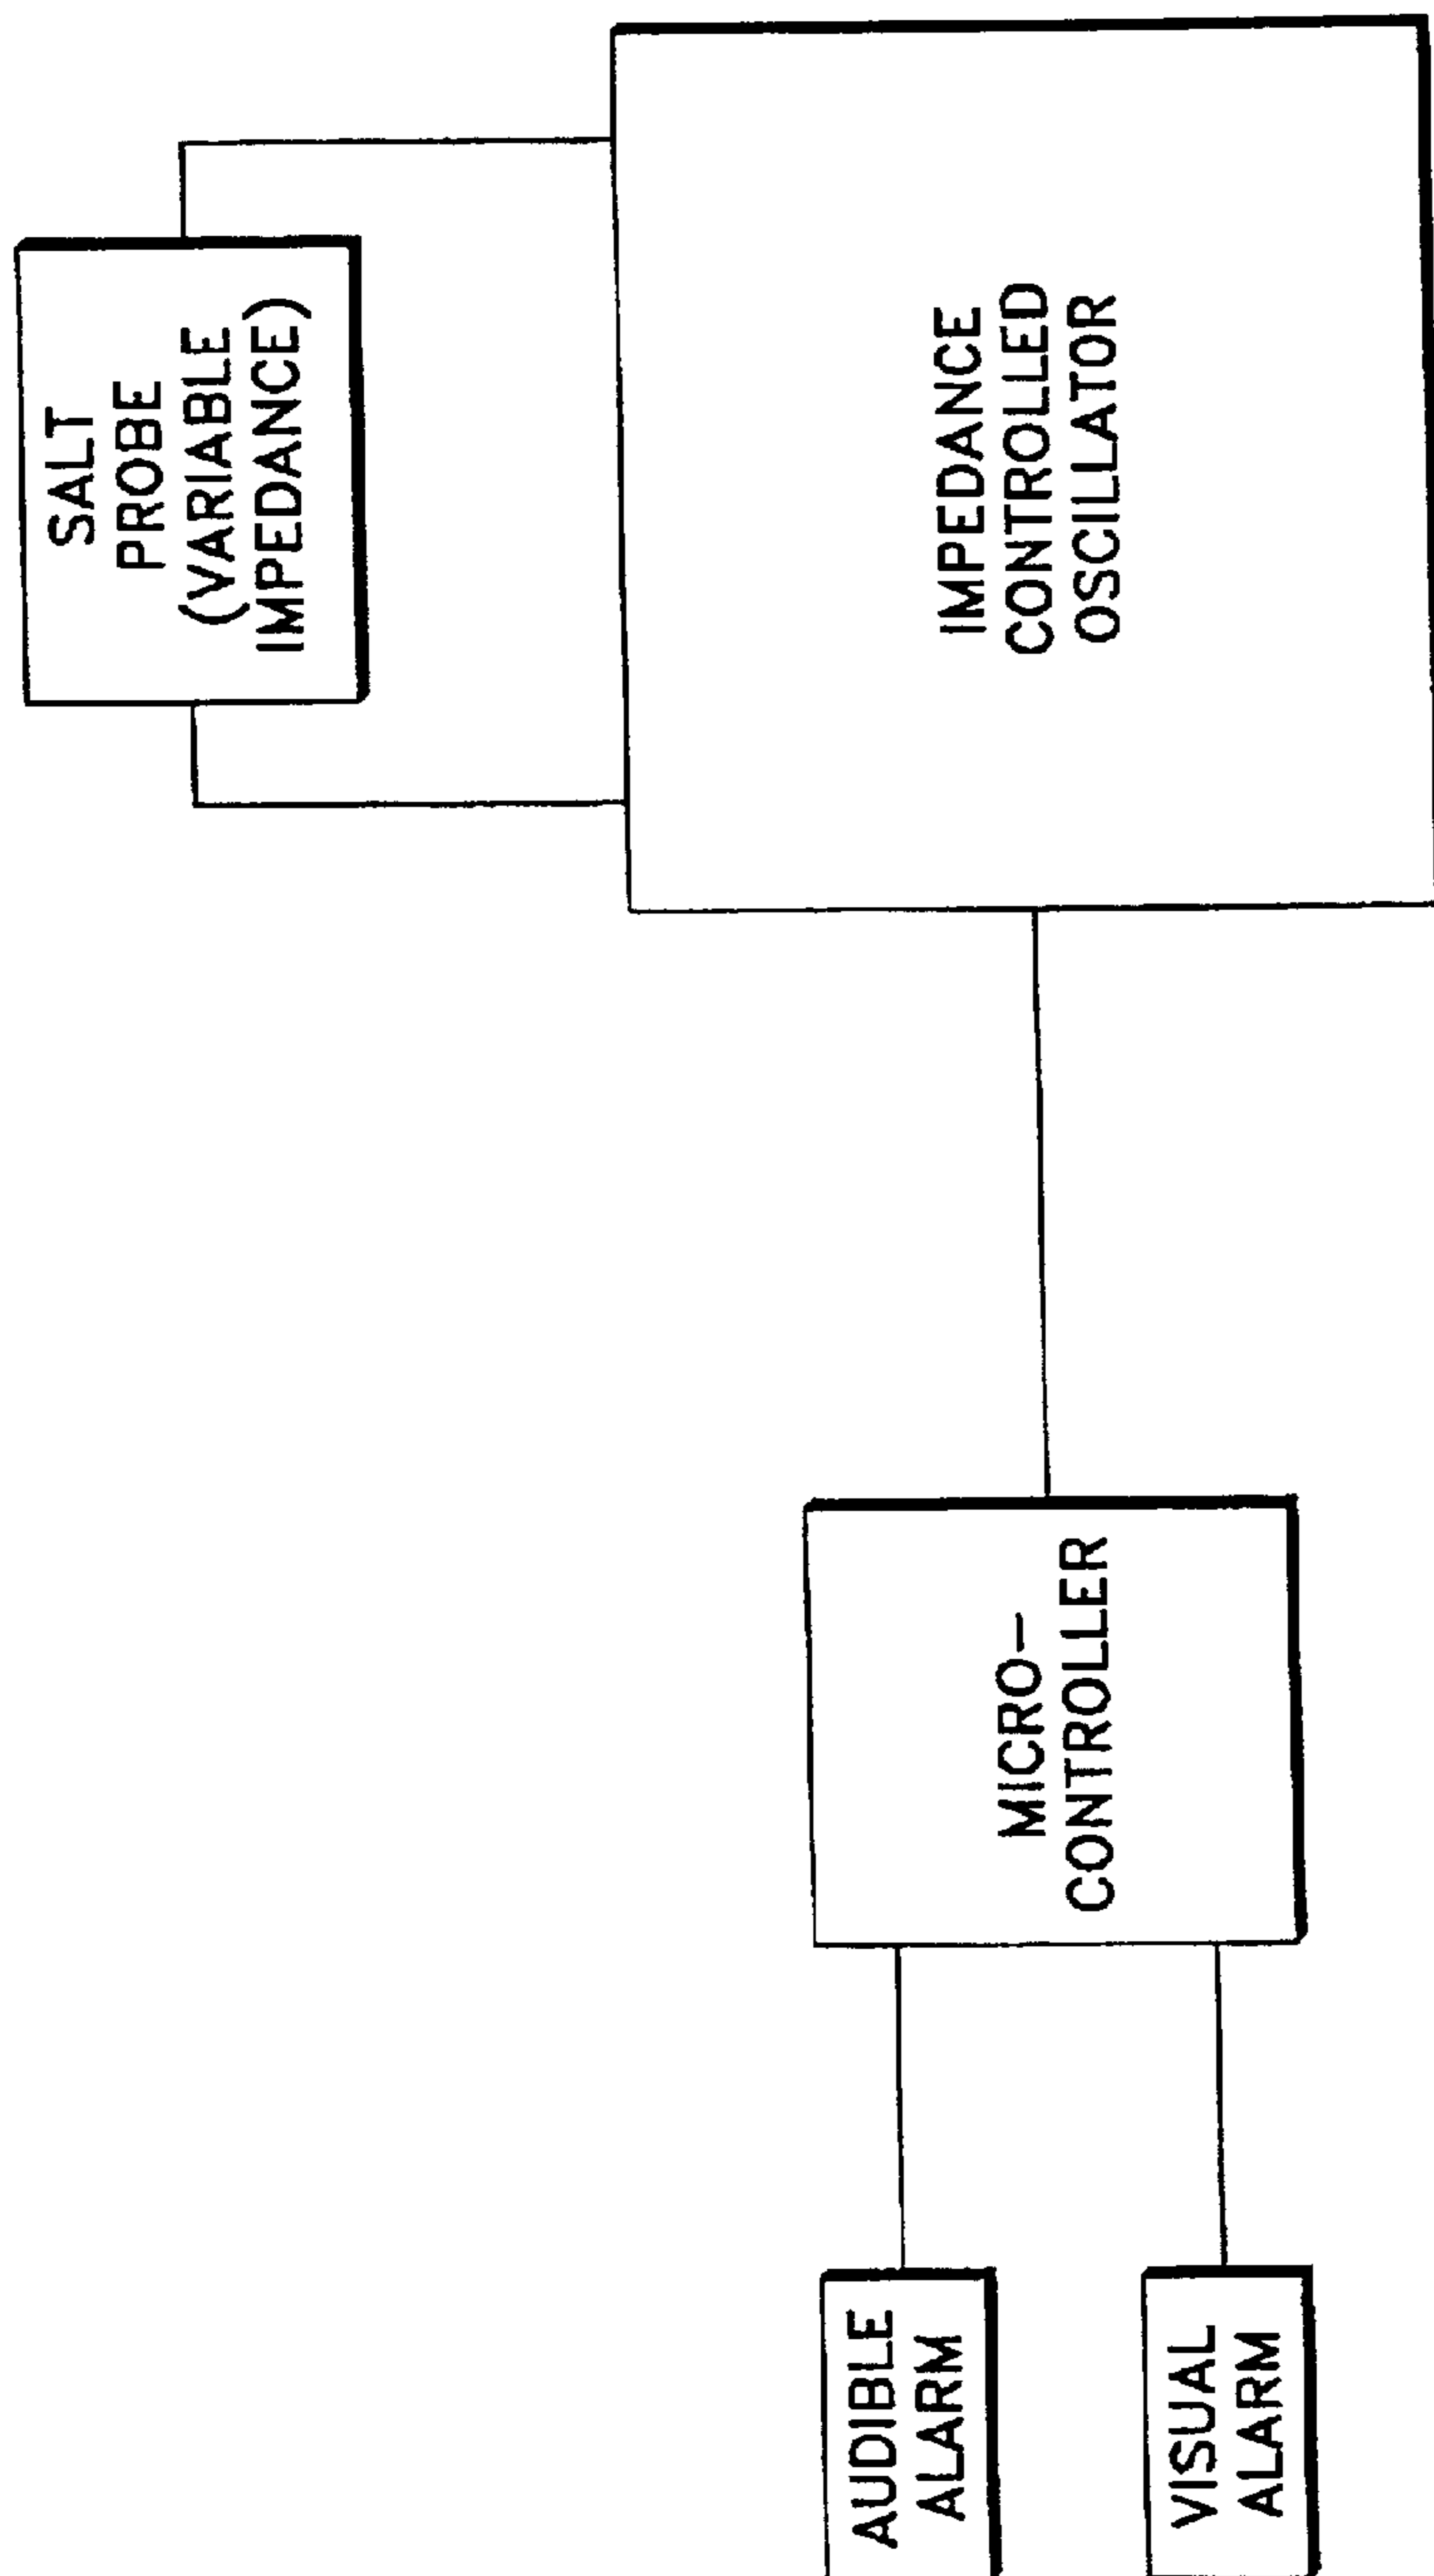 SALT
PROBE
(VARIABLE
IMPEDANCE)
IMPEDANCE
CONTROLLED
OSCILLATOR
MICRO-
CONTROLLER
AUDIBLE
ALARM
VISUAL
ALARM